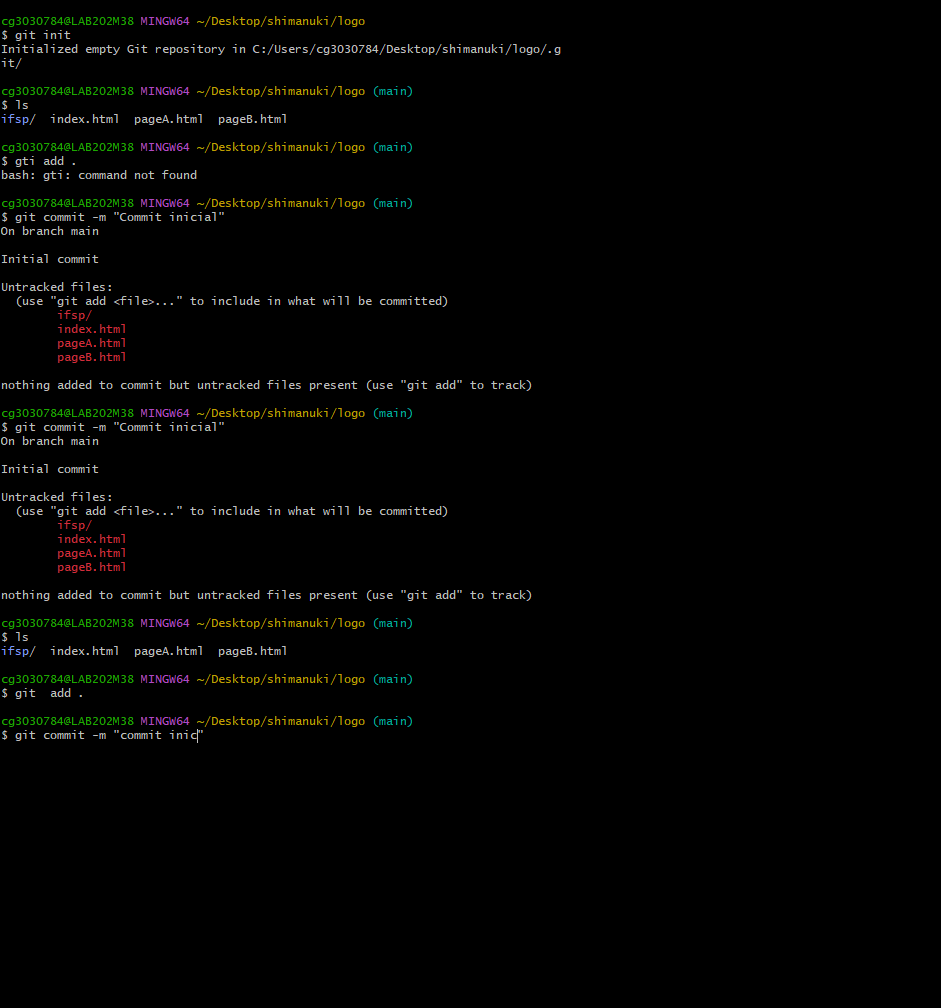 cg3030784@LAB202M38 MINGW64 ~/Desktop/shimanuki/logo
$ git init
Initialized empty Git repository in C:/Users/cg3030784/Desktop/shimanuki/logo/.g
it/
cg3030784@LAB202M38 MINGW64 ~/Desktop/shimanuki/logo (main)
$ ls
ifsp/  index.html  pageA.html  pageB.html
cg3030784@LAB202M38 MINGW64 ~/Desktop/shimanuki/logo (main)
$ gti add .
bash: gti: command not found
cg3030784@LAB202M38 MINGW64 ~/Desktop/shimanuki/logo (main)
$ git commit -m "Commit inicial"
On branch main
Initial commit
Untracked files:
  (use "git add <file>..." to include in what will be committed)
        ifsp/
        index.html
        pageA.html
        pageB.html
nothing added to commit but untracked files present (use "git add" to track)
cg3030784@LAB202M38 MINGW64 ~/Desktop/shimanuki/logo (main)
$ git commit -m "Commit inicial"
On branch main
Initial commit
Untracked files:
  (use "git add <file>..." to include in what will be committed)
        ifsp/
        index.html
        pageA.html
        pageB.html
nothing added to commit but untracked files present (use "git add" to track)
cg3030784@LAB202M38 MINGW64 ~/Desktop/shimanuki/logo (main)
$ ls
ifsp/  index.html  pageA.html  pageB.html
cg3030784@LAB202M38 MINGW64 ~/Desktop/shimanuki/logo (main)
$ git  add .
cg3030784@LAB202M38 MINGW64 ~/Desktop/shimanuki/logo (main)
$ git commit -m "commit inic"